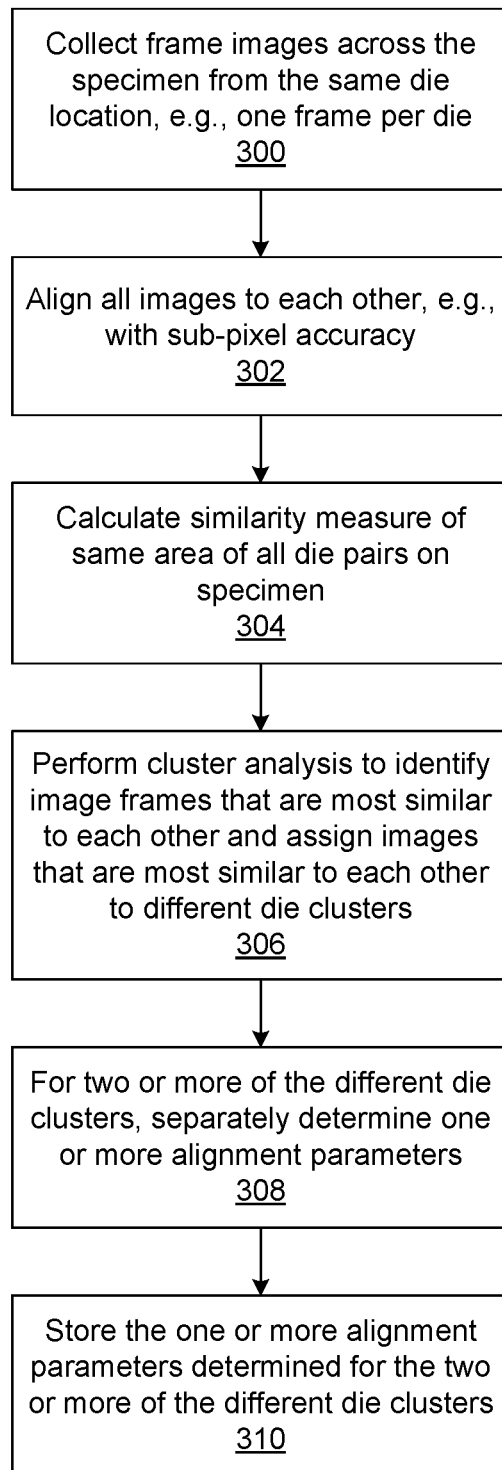 Collect frame images across the
specimen from the same die
location, e.g., one frame per die
300
Align all images to each other, e.g.,
with sub-pixel accuracy
302
Calculate similarity measure of
same area of all die pairs on
specimen
304
Perform cluster analysis to identify
image frames that are most similar
to each other and assign images
that are most similar to each other
to different die clusters
306
For two or more of the different die
clusters, separately determine one
or more alignment parameters
308
Store the one or more alignment
parameters determined for the two
or more of the different die clusters
310